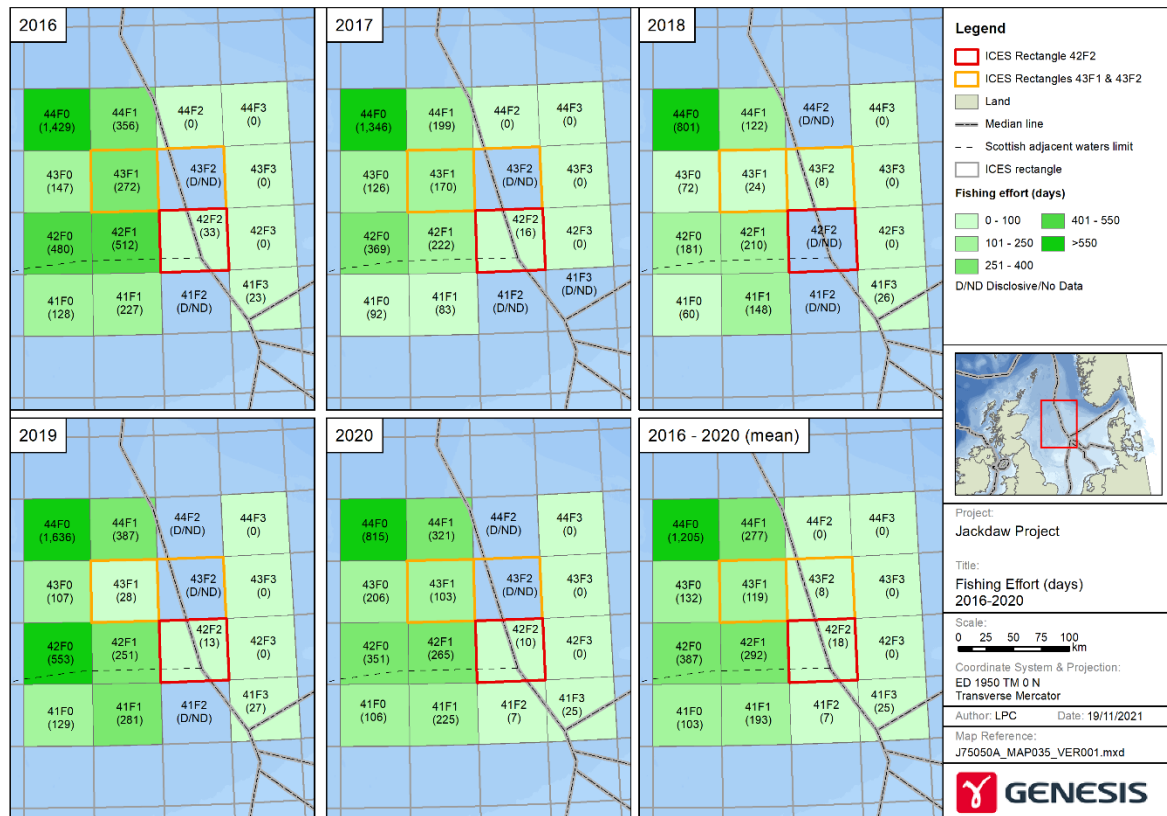 2016
44F0
(1,429)
44F1
(356)
44F2
(0)
44F3
(0)
43F0
(147)
43F1
(272)
43F2
(D/ND)
43F3
(0)
42F0
(480)
42F1
(512)
42F2
(33)
42F3
(0)
41F0
(128)
41F1
(227)
41F2
(D/ND)
41F3
(23)
2017
44F0
(1,346)
44F1
(199)
44F2
(0)
44F3
(0)
43F0
(126)
43F1
(170)
43F2
(D/ND)
43F3
(0)
42F0
(369)
42F1
(222)
42F2
(16)
42F3
(0)
41F0
(92)
41F1
(83)
41F2
(D/ND)
41F3
(D/ND)
2018
44F0
(801)
44F1
(122)
44F2
(D/ND)
44F3
(0)
43F0
(72)
43F1
(24)
43F2
(8)
43F3
(0)
42F0
(181)
42F1
(210)
42F2
(D/ND)
42F3
(0)
41F0
(60)
41F1
(148)
41F2
(D/ND)
41F3
(26)
2019
44F0
(1,636)
44F1
(387)
44F2
(D/ND)
44F3
(0)
43F0
(107)
43F1
(28)
43F2
(D/ND)
43F3
(0)
42F0
(553)
42F1
(251)
42F2
(13)
42F3
(0)
41F0
(129)
41F1
(281)
41F2
(D/ND)
41F3
(27)
2020
44F0
(815)
44F1
(321)
44F2
(D/ND)
44F3
(0)
43F0
(206)
43F1
(103)
43F2
(D/ND)
43F3
(0)
42F0
(351)
42F1
(265)
42F2
(10)
42F3
(0)
41F0
(106)
41F1
(225)
41F2
(7)
41F3
(25)
2016 - 2020 (mean)
44F0
(1,205)
44F1
(277)
44F2
(0)
44F3
(0)
43F0
(132)
43F1
(119)
43F2
(8)
43F3
(0)
42F0
(387)
42F1
(292)
42F2
(18)
42F3
(0)
41F0
(103)
41F1
(193)
41F2
(7)
41F3
(25)
Legend
ICES Rectangle 42F2
ICES Rectangles 43F1 & 43F2
Land
Median line
Scottish adjacent waters limit
ICES rectangle
Fishing effort (days)
0 - 100
401 - 550
101 - 250
>550
251 - 400
D/ND Disclosive/No Data
Project:
Jackdaw Project
Title:
Fishing Effort (days)
2016-2020
Scale:
0 25 50 75 100
km
Coordinate System & Projection:
ED 1950 TM 0 N
Transverse Mercator
Author: LPC Date: 19/11/2021
Map Reference:
J75050A_MAP035_VER001.mxd
GENESIS